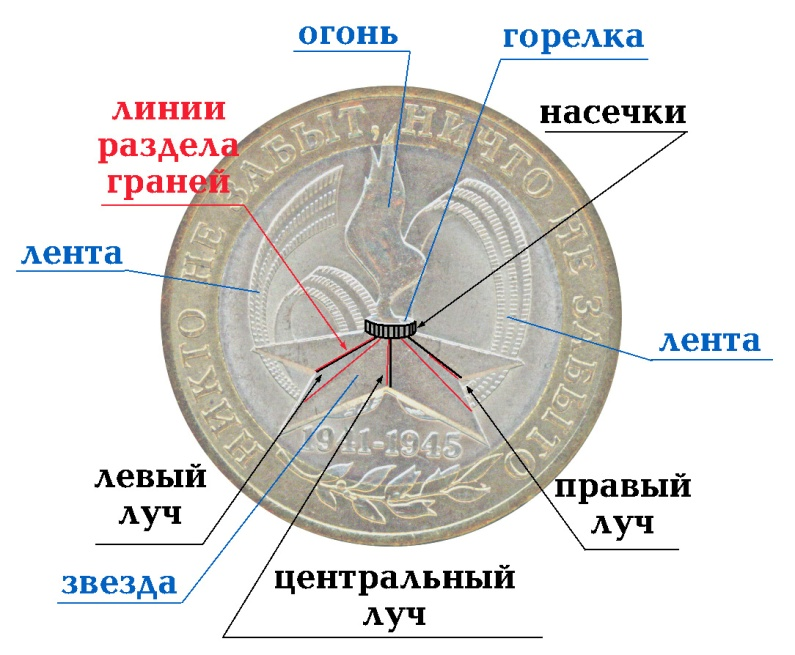 огонь
горелка
линии
раздела
граней
насечки
лента
лента
левый
луч
правый
луч
звезда
центральный
луч
НИКТО НЕ ЗАБЫТ, НИЧТО НЕ ЗАБЫТО
1941-1945